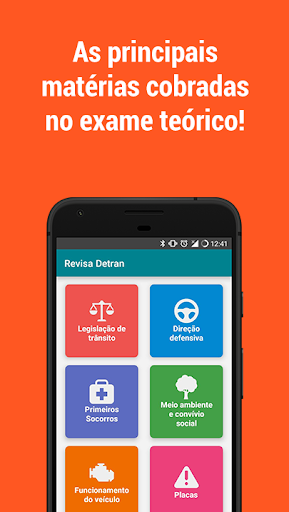 As principais
matérias cobradas
no exame teórico!
12:41
Revisa Detran
Legislação de
trânsito
Direção
defensiva
Primeiros
Socorros
Meio ambiente
e convívio
social
Funcionamento
do veículo
Placas